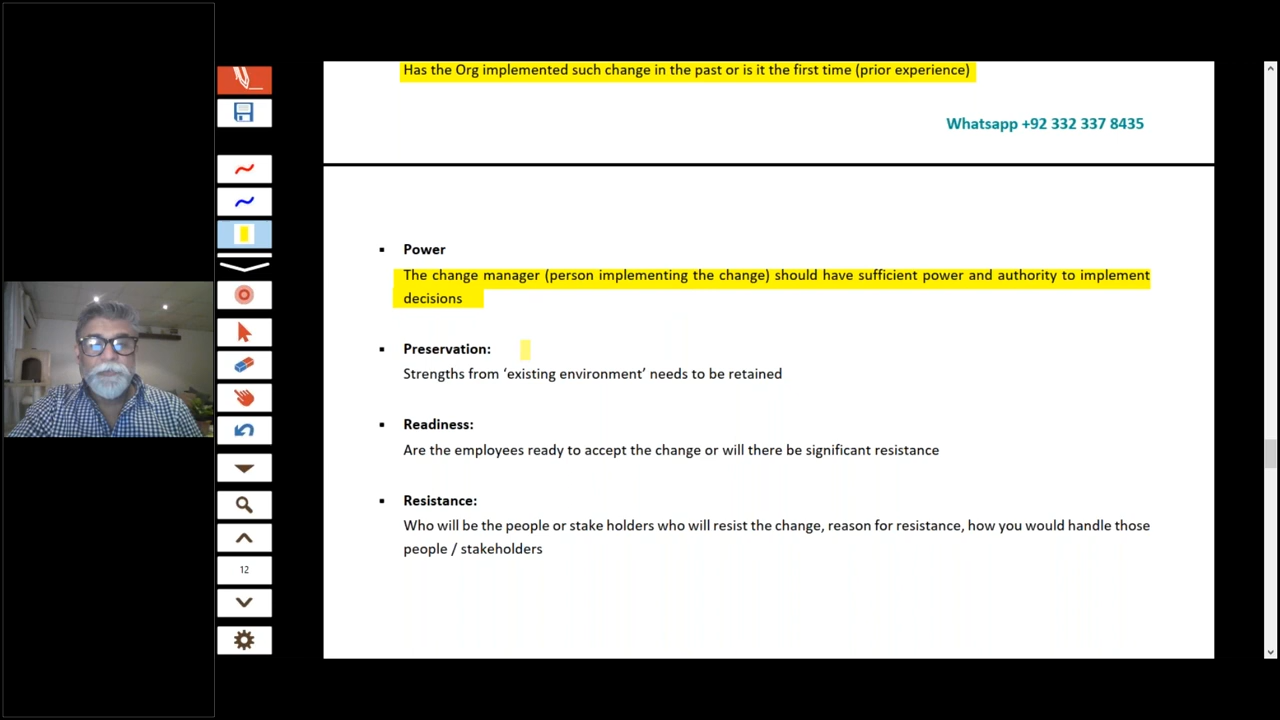 Has the Org implemented such change in the past or is it the first time (prior experience)
Whatsapp +92 332 337 8435
▪ Power
The change manager (person implementing the change) should have sufficient power and authority to implement
decisions
▪ Preservation:
Strengths from ‘existing environment’ needs to be retained
▪ Readiness:
Are the employees ready to accept the change or will there be significant resistance
▪ Resistance:
Who will be the people or stake holders who will resist the change, reason for resistance, how you would handle those
people / stakeholders
12